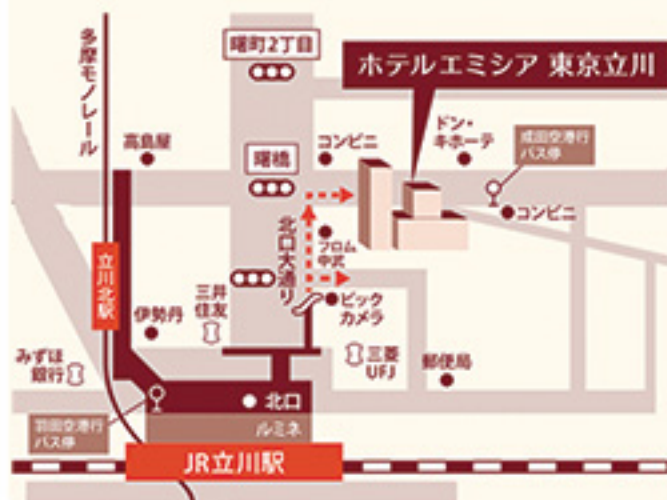 多摩モノレール
曙町2丁目
ホテルエミシア 東京立川
高島屋
曙橋
コンビニ
ドン・
キホーテ
成田空港行
バス停
コンビニ
北口大通り
フロム
中武
立川北駅
伊勢丹
三井
住友
ビック
カメラ
みずほ
銀行
三菱
UFJ
郵便局
北口
羽田空港行
バス停
ルミネ
JR立川駅